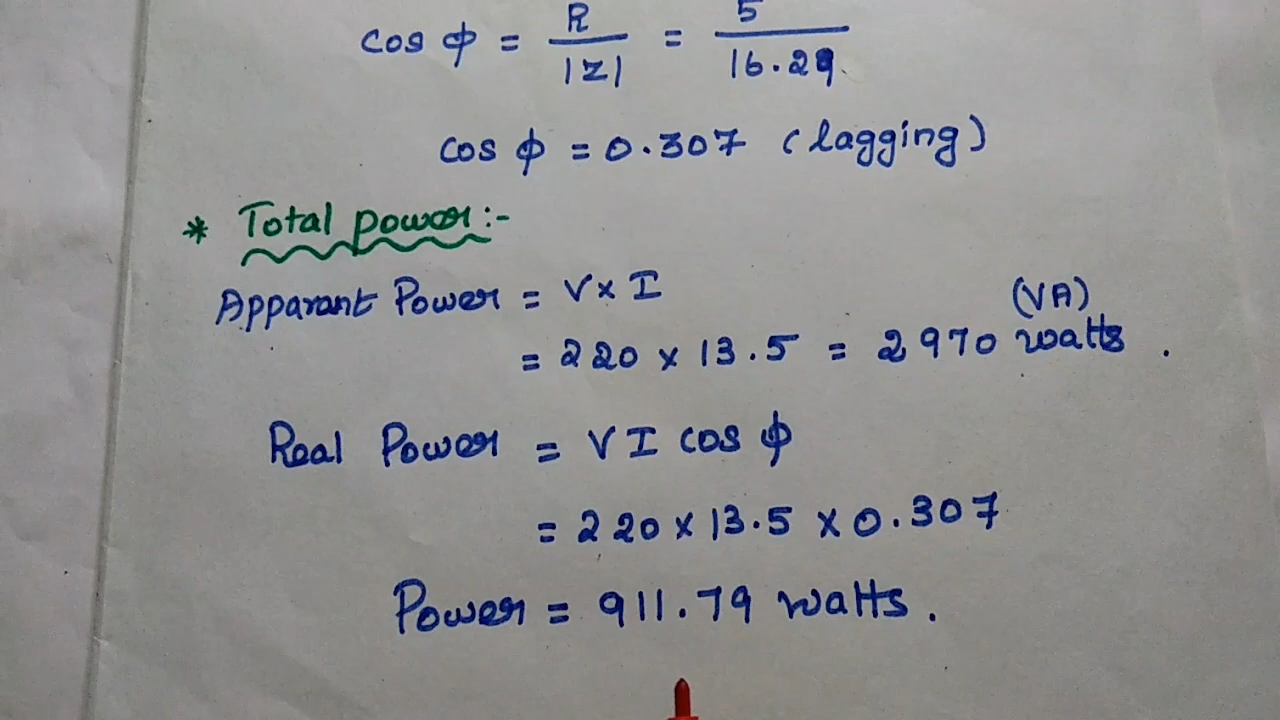 cos φ = R / |Z| = 5 / 16.29
cos φ = 0.307 (lagging)
* Total power:-
Apparant Power = V x I
= 220 x 13.5 = 2970 watts (VA).
Real Power = V I cos φ
= 220 x 13.5 x 0.307
Power = 911.79 watts.